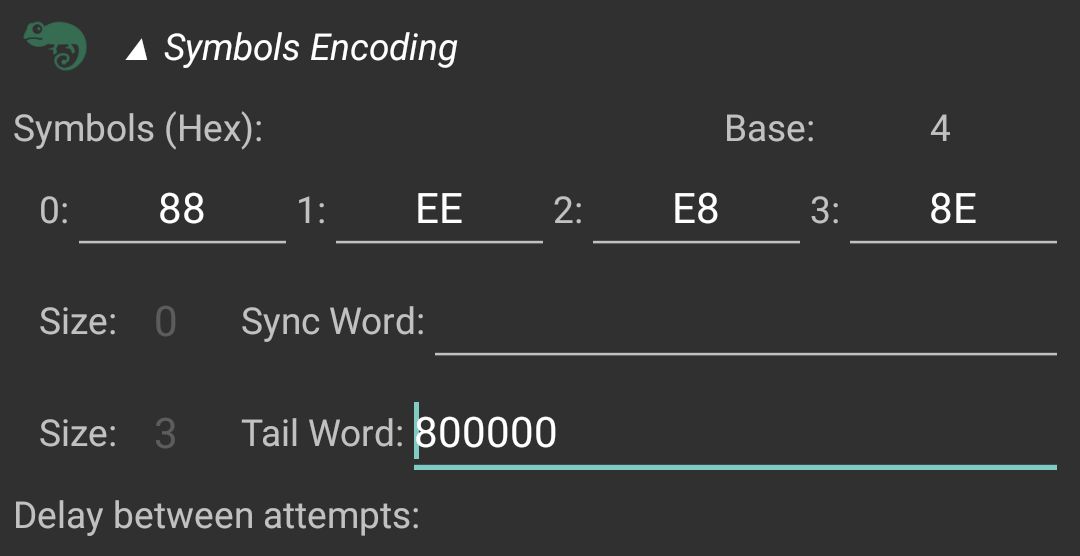 ▲ Symbols Encoding
Symbols (Hex): Base: 4
0: 88 1: EE 2: E8 3: 8E
Size: 0 Sync Word:
Size: 3 Tail Word: 800000
Delay between attempts: